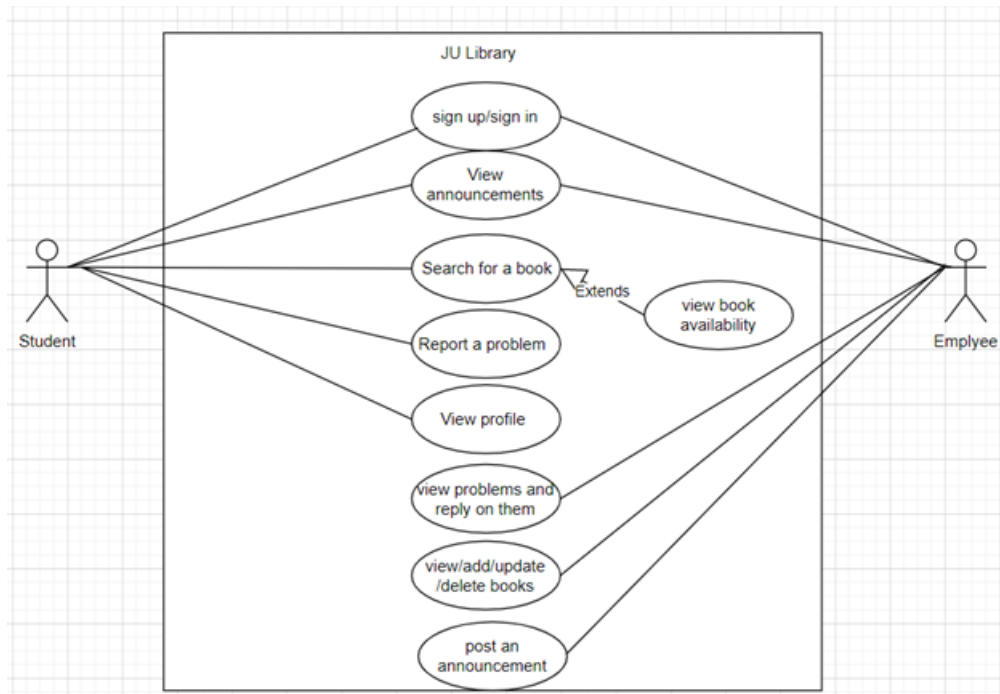 JU Library
sign up/sign in
View
announcements
Search for a book
Extends
view book
availability
Report a problem
Student
Emplyee
View profile
view problems and
reply on them
view/add/update
/delete books
post an
announcement